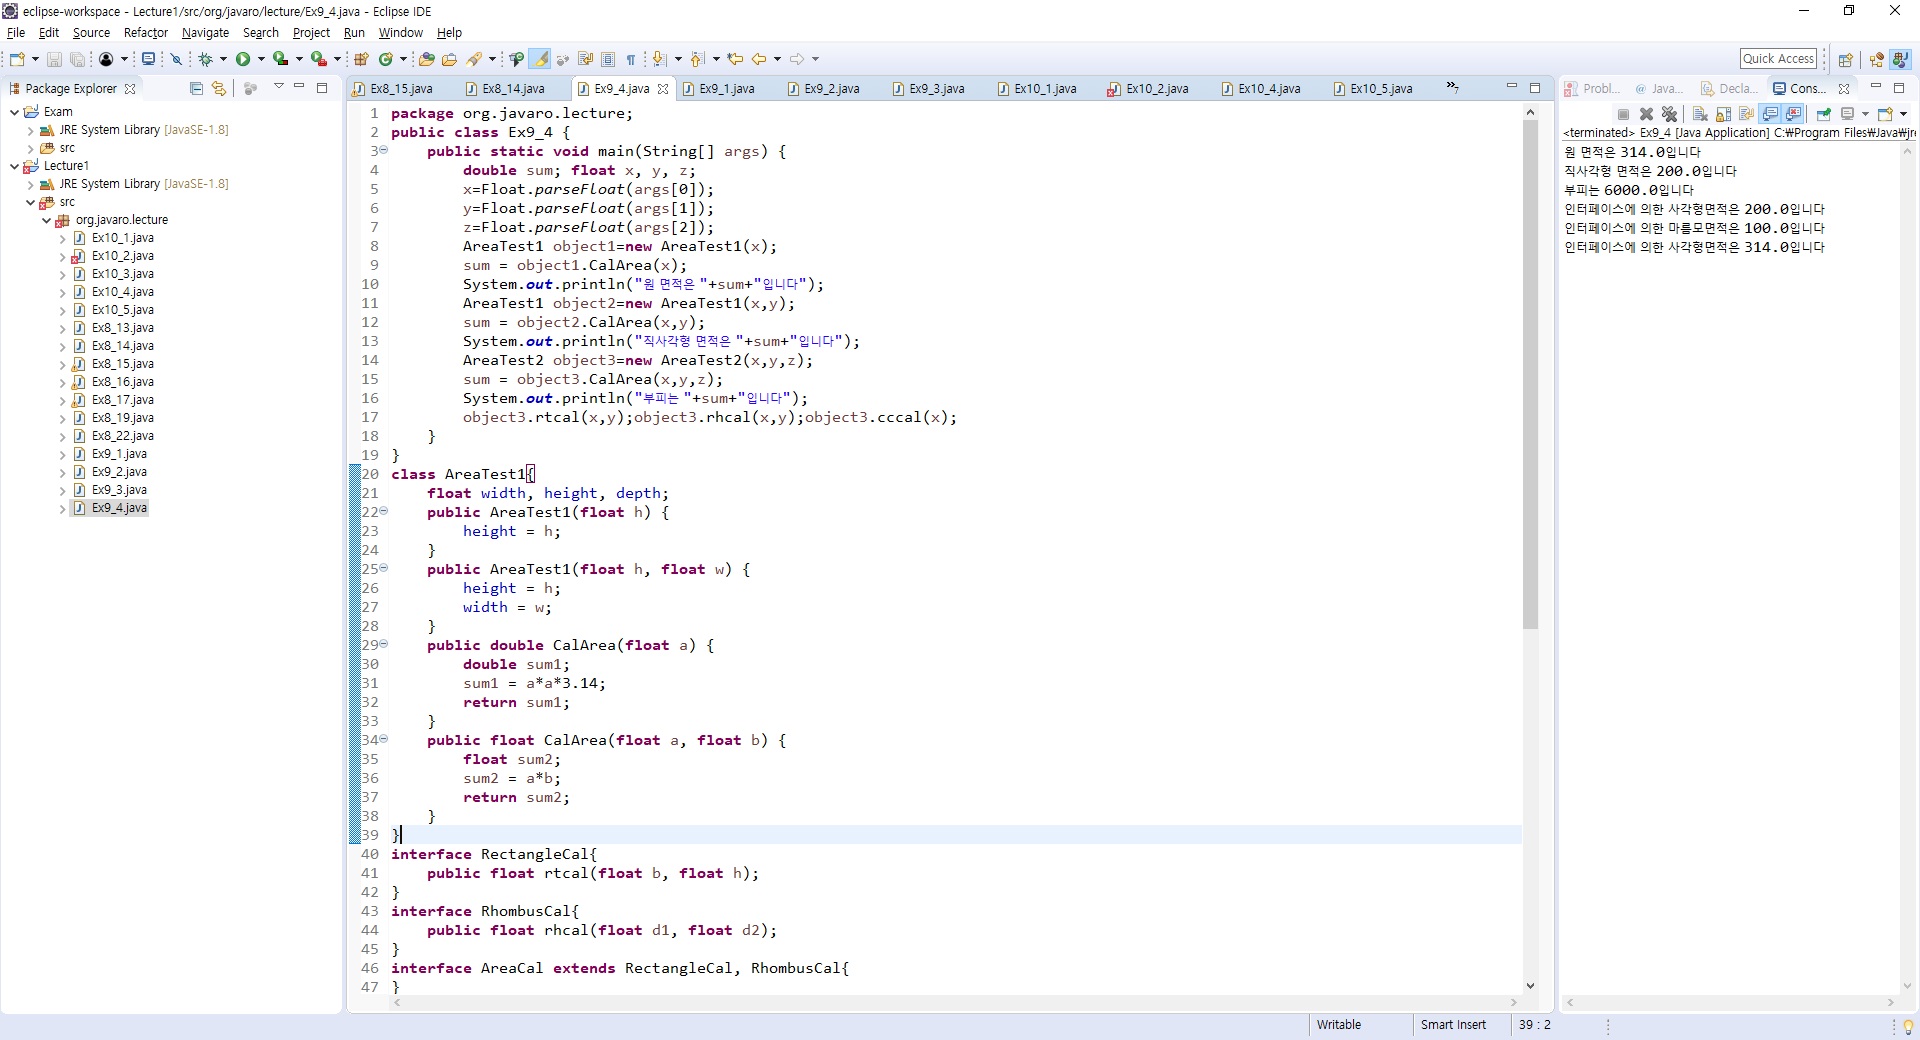 eclipse-workspace - Lecture1/src/org/javaro/lecture/Ex9_4.java - Eclipse IDE
File Edit Source Refactor Navigate Search Project Run Window Help
Quick Access
Package Explorer
Exam
JRE System Library [JavaSE-1.8]
src
Lecture1
JRE System Library [JavaSE-1.8]
src
org.javaro.lecture
Ex10_1.java
Ex10_2.java
Ex10_3.java
Ex10_4.java
Ex10_5.java
Ex8_13.java
Ex8_14.java
Ex8_15.java
Ex8_16.java
Ex8_17.java
Ex8_19.java
Ex8_22.java
Ex9_1.java
Ex9_2.java
Ex9_3.java
Ex9_4.java
Ex8_15.java Ex8_14.java Ex9_4.java Ex9_1.java Ex9_2.java Ex9_3.java Ex10_1.java Ex10_2.java Ex10_4.java Ex10_5.java »7
1 package org.javaro.lecture;
2 public class Ex9_4 {
3 public static void main(String[] args) {
4 double sum; float x, y, z;
5 x=Float.parseFloat(args[0]);
6 y=Float.parseFloat(args[1]);
7 z=Float.parseFloat(args[2]);
8 AreaTest1 object1=new AreaTest1(x);
9 sum = object1.CalArea(x);
10 System.out.println("원 면적은 "+sum+"입니다");
11 AreaTest1 object2=new AreaTest1(x,y);
12 sum = object2.CalArea(x,y);
13 System.out.println("직사각형 면적은 "+sum+"입니다");
14 AreaTest2 object3=new AreaTest2(x,y,z);
15 sum = object3.CalArea(x,y,z);
16 System.out.println("부피는 "+sum+"입니다");
17 object3.rtcal(x,y);object3.rhcal(x,y);object3.cccal(x);
18 }
19 }
20 class AreaTest1{
21 float width, height, depth;
22 public AreaTest1(float h) {
23 height = h;
24 }
25 public AreaTest1(float h, float w) {
26 height = h;
27 width = w;
28 }
29 public double CalArea(float a) {
30 double sum1;
31 sum1 = a*a*3.14;
32 return sum1;
33 }
34 public float CalArea(float a, float b) {
35 float sum2;
36 sum2 = a*b;
37 return sum2;
38 }
39 }
40 interface RectangleCal{
41 public float rtcal(float b, float h);
42 }
43 interface RhombusCal{
44 public float rhcal(float d1, float d2);
45 }
46 interface AreaCal extends RectangleCal, RhombusCal{
47 }
Probl... Java... Decla... Cons...
<terminated> Ex9_4 [Java Application] C:₩Program Files₩Java₩jre
원 면적은 314.0입니다
직사각형 면적은 200.0입니다
부피는 6000.0입니다
인터페이스에 의한 사각형면적은 200.0입니다
인터페이스에 의한 마름모면적은 100.0입니다
인터페이스에 의한 사각형면적은 314.0입니다
Writable Smart Insert 39 : 2